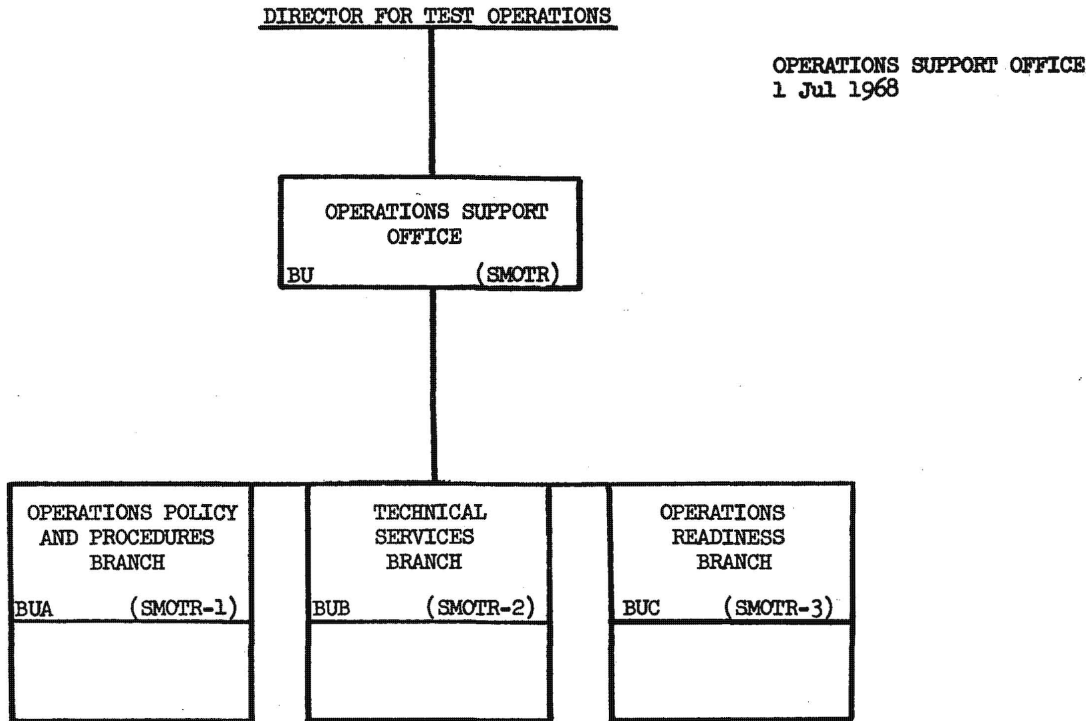 DIRECTOR FOR TEST OPERATIONS
OPERATIONS SUPPORT OFFICE
1 Jul 1968
OPERATIONS SUPPORT
OFFICE
BU (SMOTR)
OPERATIONS POLICY
AND PROCEDURES
BRANCH
BUA (SMOTR-1)
TECHNICAL
SERVICES
BRANCH
BUB (SMOTR-2)
OPERATIONS
READINESS
BRANCH
BUC (SMOTR-3)